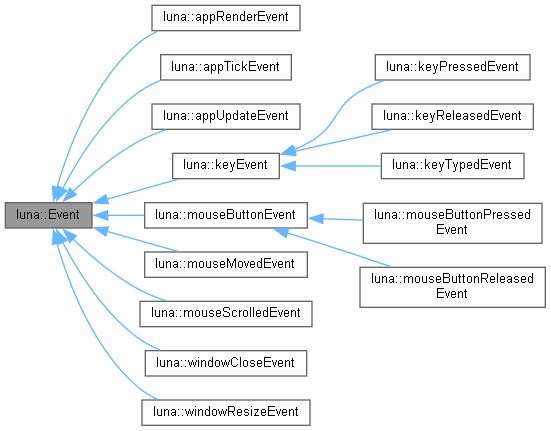 luna::appRenderEvent
luna::appTickEvent
luna::appUpdateEvent
luna::keyEvent
luna::keyPressedEvent
luna::keyReleasedEvent
luna::keyTypedEvent
luna::Event
luna::mouseButtonEvent
luna::mouseButtonPressed
Event
luna::mouseButtonReleased
Event
luna::mouseMovedEvent
luna::mouseScrolledEvent
luna::windowCloseEvent
luna::windowResizeEvent